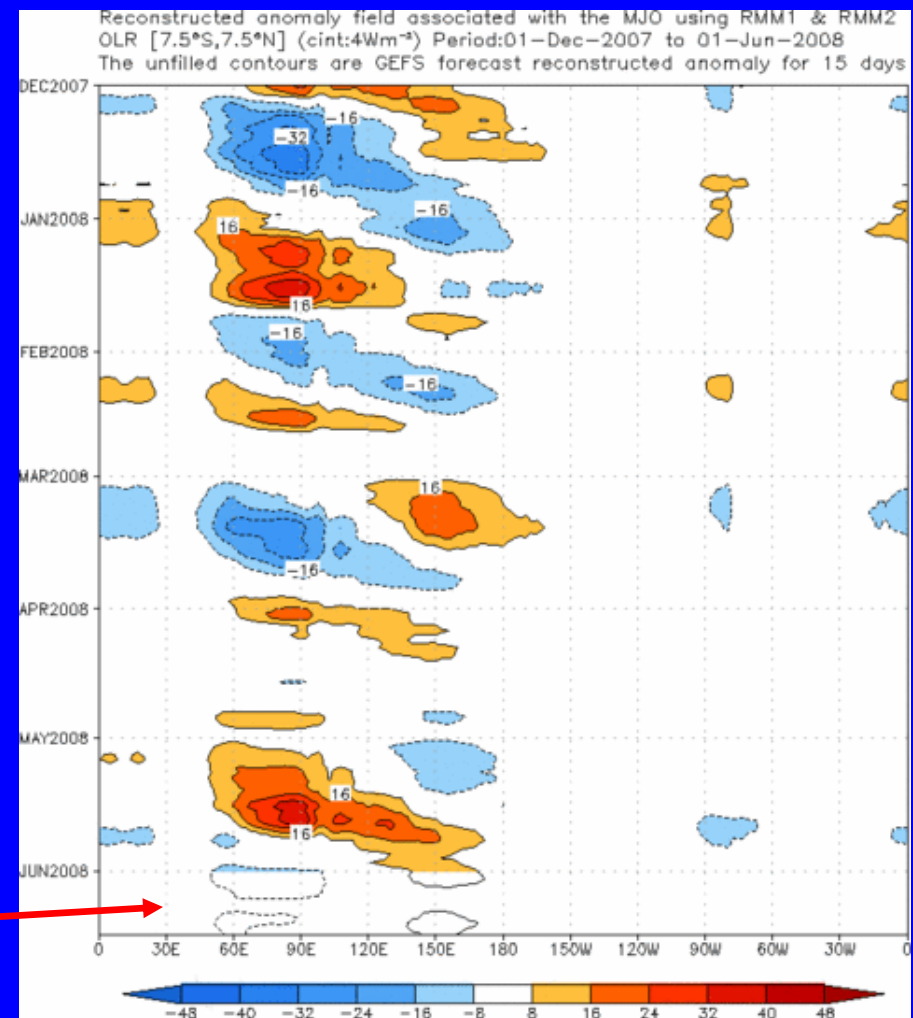 Reconstructed anomaly field associated with the MJO using RMM1 & RMM2
OLR [7.5°S,7.5°N] (cint:4Wm⁻²) Period:01-Dec-2007 to 01-Jun-2008
The unfilled contours are GEFS forecast reconstructed anomaly for 15 days
DEC2007
-16
-32
-16
-16
JAN2008
16
16
-16
FEB2008
-16
MAR2008
16
-16
APR2008
MAY2008
16
16
JUN2008
0 30E 60E 90E 120E 150E 180 150W 120W 90W 60W 30W 0
-48 -40 -32 -24 -16 -8 8 16 24 32 40 48